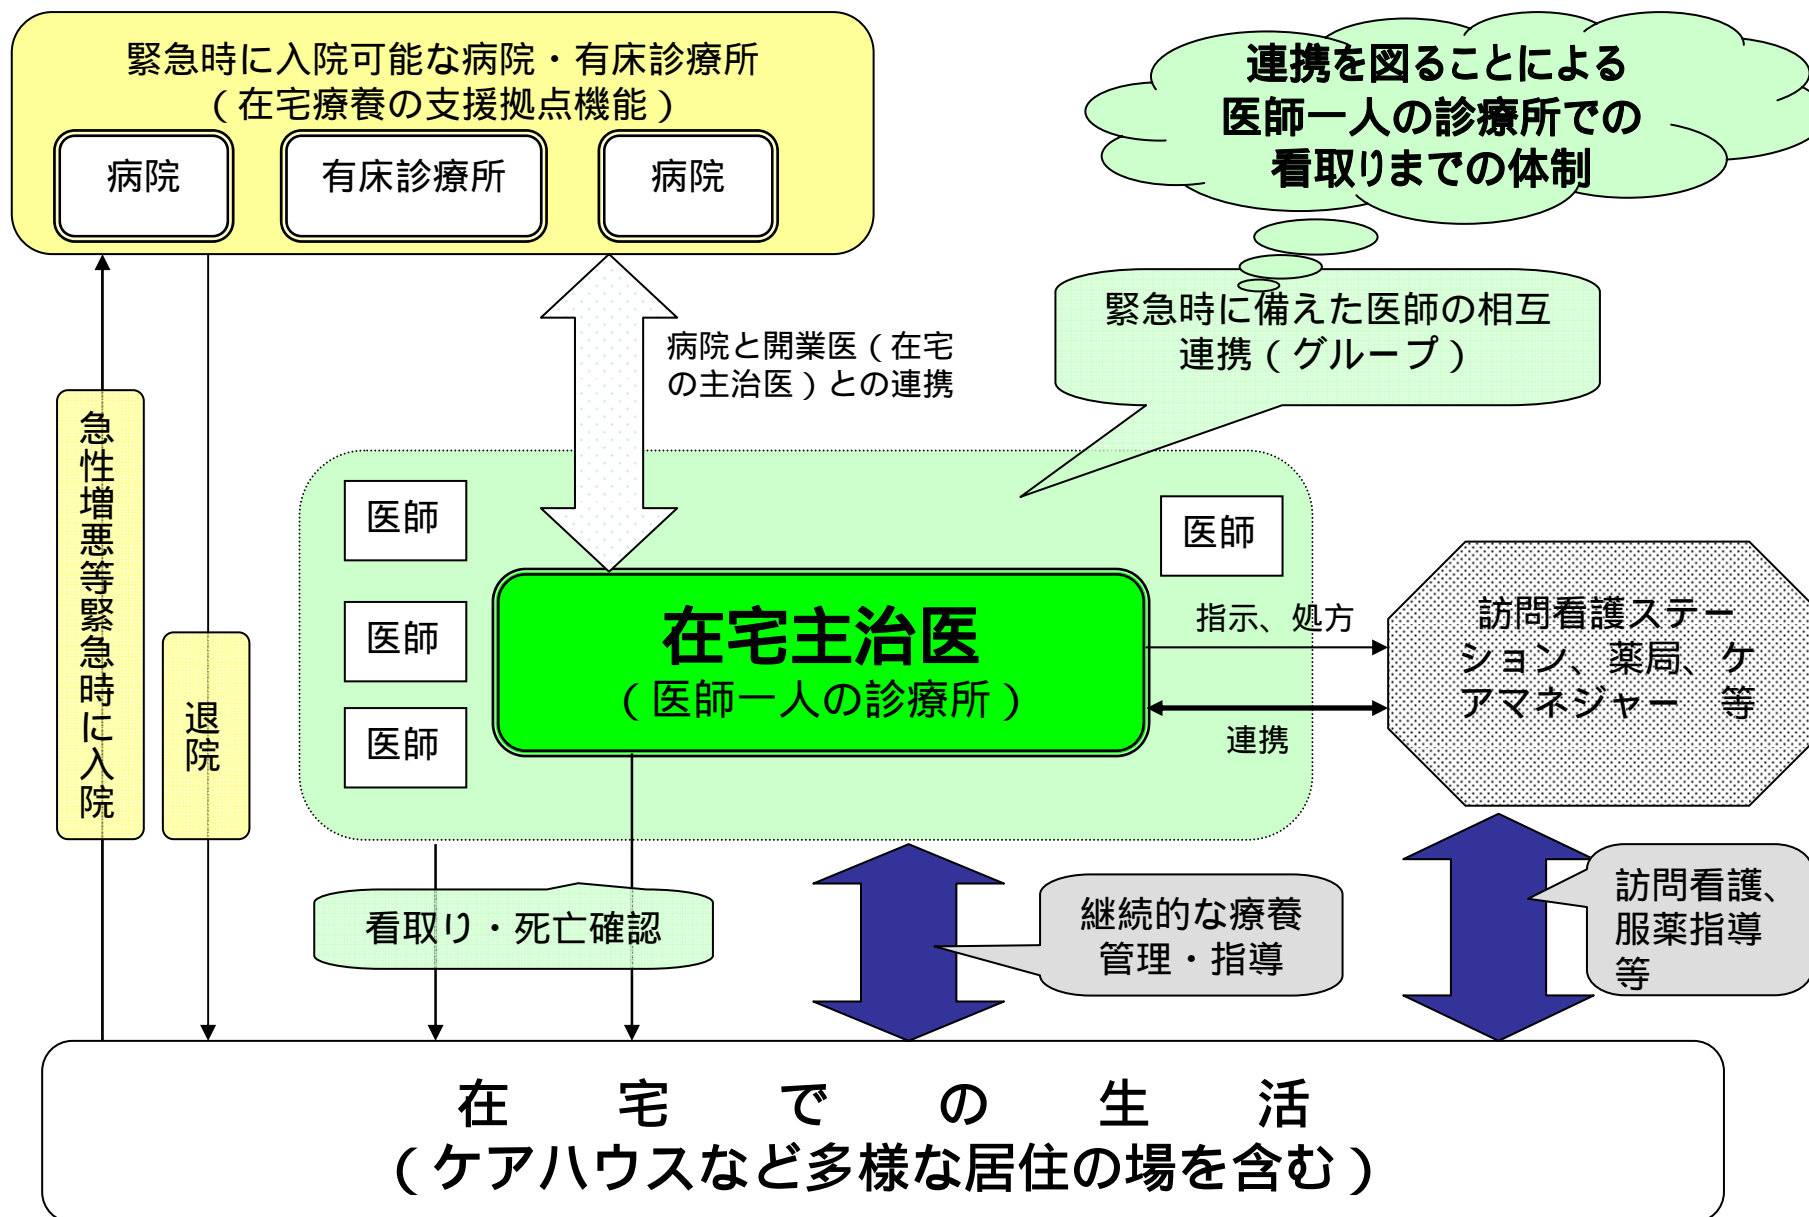 緊急時に入院可能な病院・有床診療所
（在宅療養の支援拠点機能）
病院
有床診療所
病院
連携を図ることによる
医師一人の診療所での
看取りまでの体制
緊急時に備えた医師の相互
連携（グループ）
病院と開業医（在宅
の主治医）との連携
急性増悪等緊急時に入院
退院
医師
医師
医師
医師
在宅主治医
（医師一人の診療所）
指示、処方
連携
訪問看護ステー
ション、薬局、ケ
アマネジャー　等
看取り・死亡確認
継続的な療養
管理・指導
訪問看護、
服薬指導
等
在　宅　で　の　生　活
（ケアハウスなど多様な居住の場を含む）